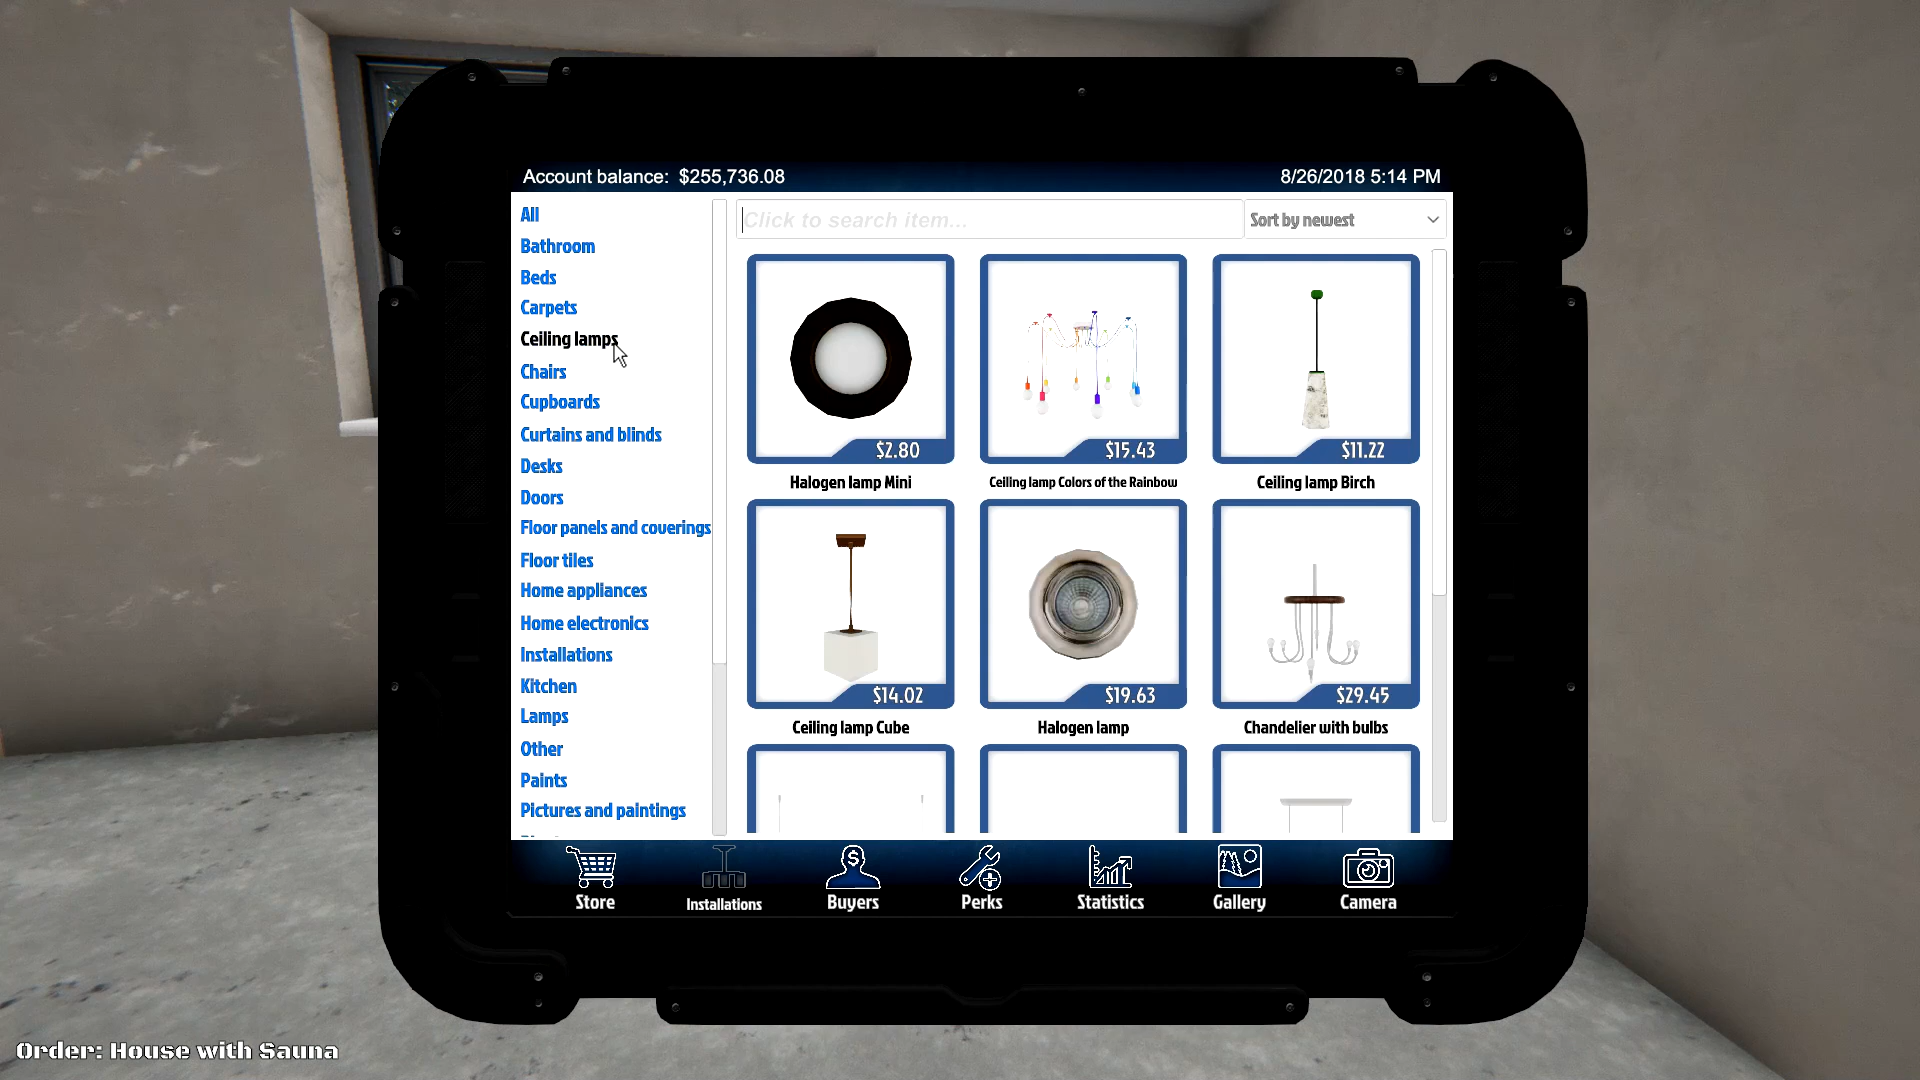 Account balance: $255,736.08
8/26/2018 5:14 PM
All
Bathroom
Beds
Carpets
Ceiling lamps
Chairs
Cupboards
Curtains and blinds
Desks
Doors
Floor panels and coverings
Floor tiles
Home appliances
Home electronics
Installations
Kitchen
Lamps
Other
Paints
Pictures and paintings
Click to search item...
Sort by newest
$2.80
$15.43
$11.22
Halogen lamp Mini
Ceiling lamp Colors of the Rainbow
Ceiling lamp Birch
$14.02
$19.63
$29.45
Ceiling lamp Cube
Halogen lamp
Chandelier with bulbs
Store
Installations
Buyers
Perks
Statistics
Gallery
Camera
Order: House with Sauna